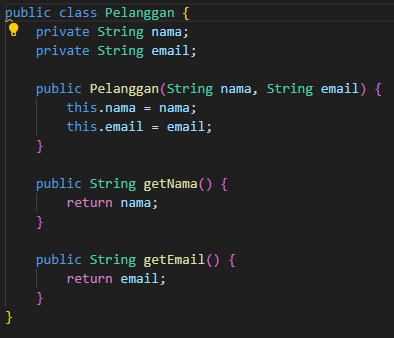 public class Pelanggan {
    private String nama;
    private String email;

    public Pelanggan(String nama, String email) {
        this.nama = nama;
        this.email = email;
    }

    public String getNama() {
        return nama;
    }

    public String getEmail() {
        return email;
    }
}